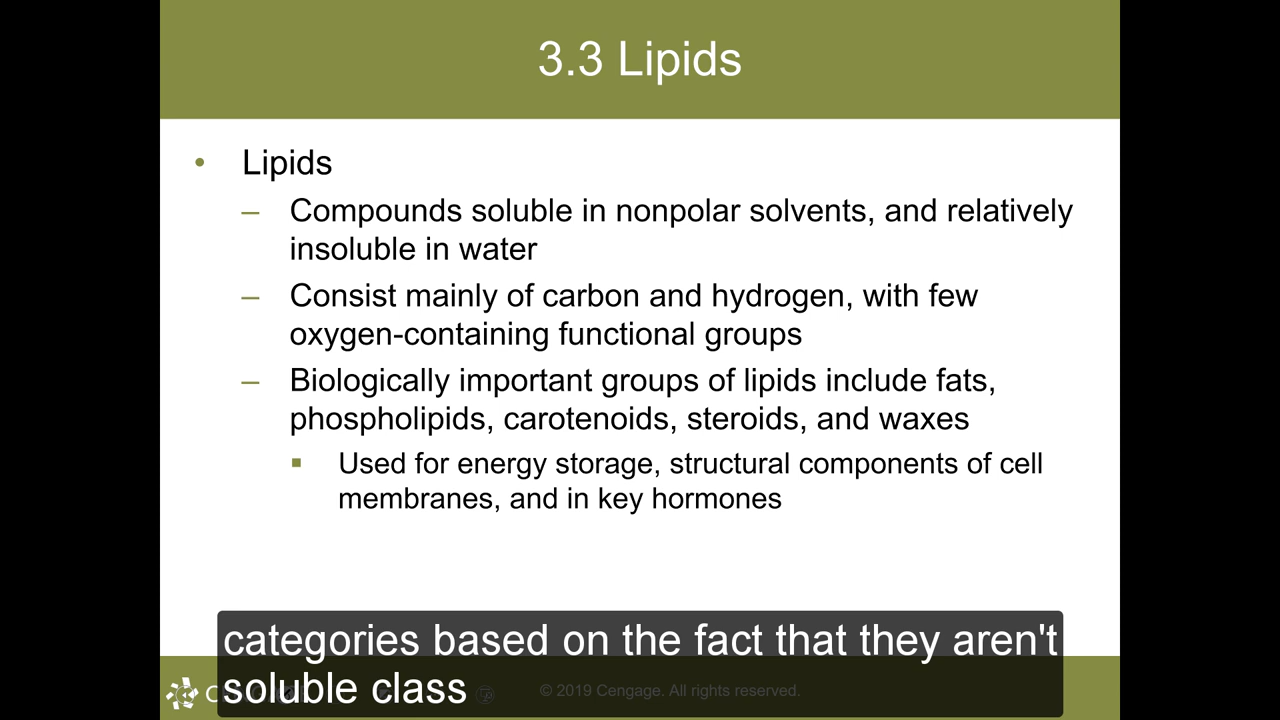 3.3 Lipids
• Lipids
– Compounds soluble in nonpolar solvents, and relatively
insoluble in water
– Consist mainly of carbon and hydrogen, with few
oxygen-containing functional groups
– Biologically important groups of lipids include fats,
phospholipids, carotenoids, steroids, and waxes
▪ Used for energy storage, structural components of cell
membranes, and in key hormones
categories based on the fact that they aren't
soluble class
© 2019 Cengage. All rights reserved.